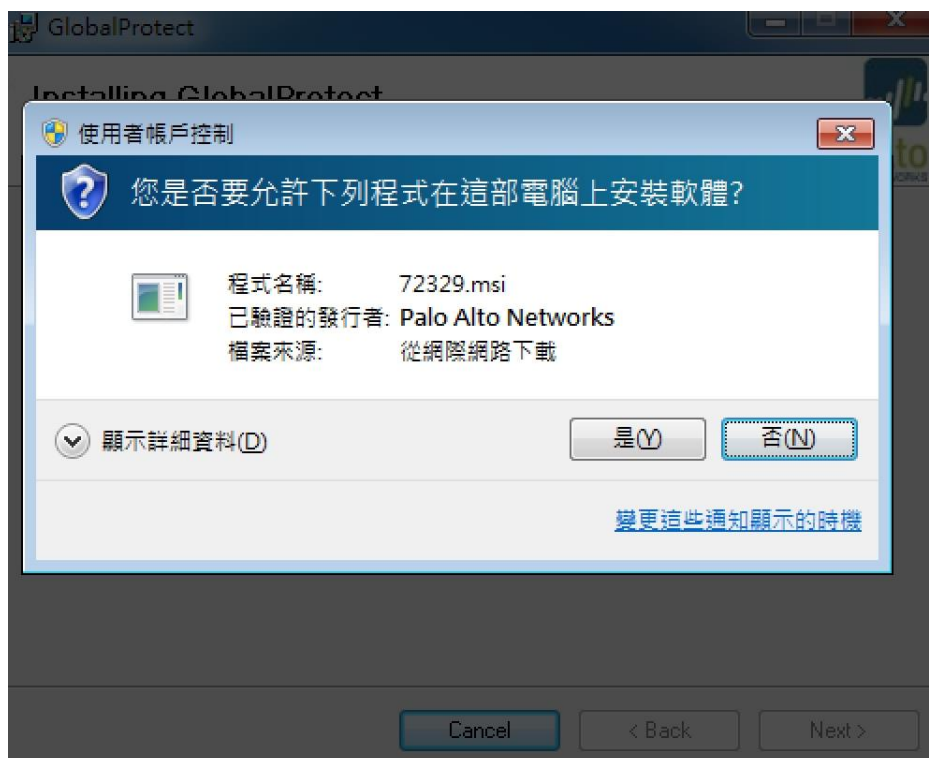 GlobalProtect
Installing GlobalProtect
使用者帳戶控制
您是否要允許下列程式在這部電腦上安裝軟體?
程式名稱: 72329.msi
已驗證的發行者: Palo Alto Networks
檔案來源: 從網際網路下載
顯示詳細資料(D)
是(Y)
否(N)
變更這些通知顯示的時機
Cancel
< Back
Next >